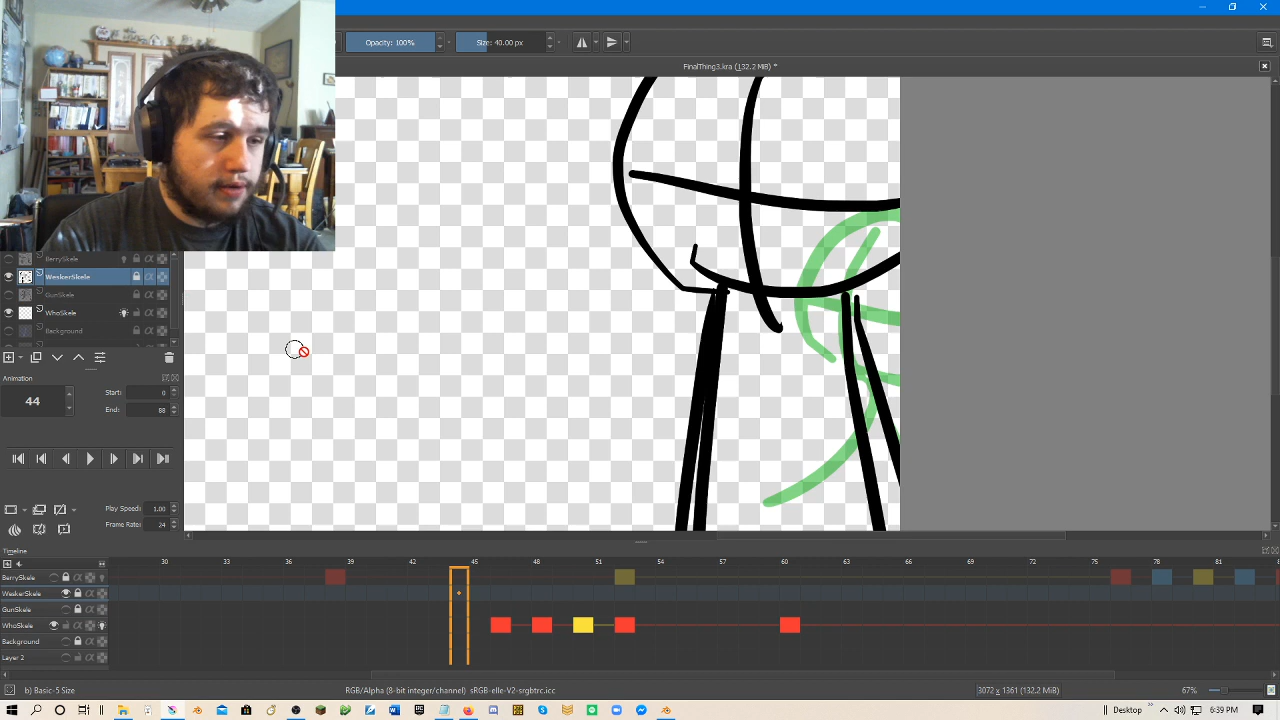 Opacity: 100%
Size: 40.00 px
FinalThing3.kra (132.2 MiB) *
BerrySkele
WeskerSkele
GunSkele
WhoSkele
Background
Animation
44
Start: 0
End: 88
Play Speed: 1.00
Frame Rate: 24
Timeline
30 33 36 39 42 45 48 51 54 57 60 63 66 69 72 75 78 81
BerrySkele
WeskerSkele
GunSkele
WhoSkele
Background
Layer 2
b) Basic-5 Size
RGB/Alpha (8-bit integer/channel) sRGB-elle-V2-srgbtrc.icc
3072 x 1361 (132.2 MiB)
67%
Desktop
6:39 PM